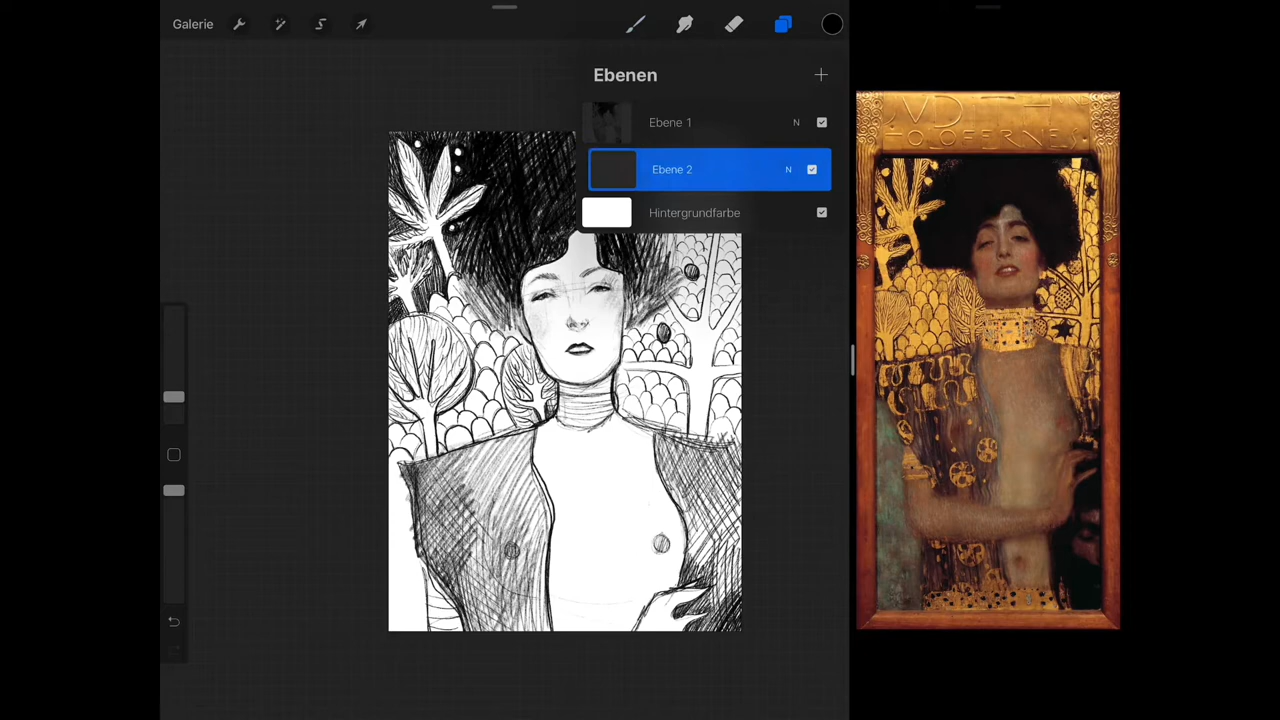 Galerie
Ebenen
Ebene 1 N
Ebene 2 N
Hintergrundfarbe